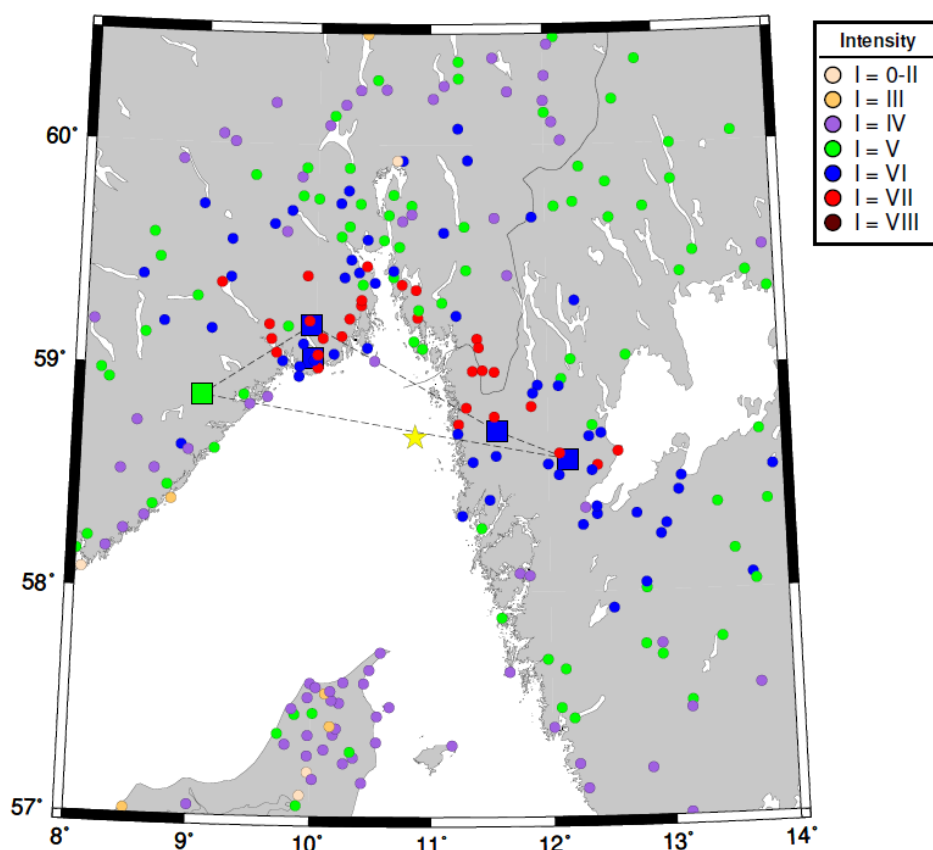 Intensity
I = 0-II
I = III
I = IV
I = V
I = VI
I = VII
I = VIII
60˚
59˚
58˚
57˚
8˚
9˚
10˚
11˚
12˚
13˚
14˚